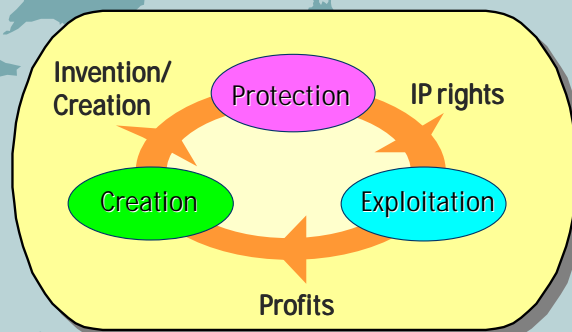 Invention/
Creation
Protection
IP rights
Creation
Exploitation
Profits